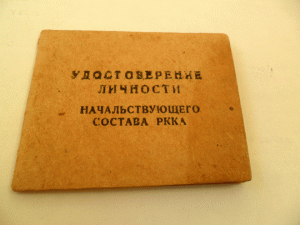 УДОСТОВЕРЕНИЕ
ЛИЧНОСТИ
НАЧАЛЬСТВУЮЩЕГО
СОСТАВА РККА